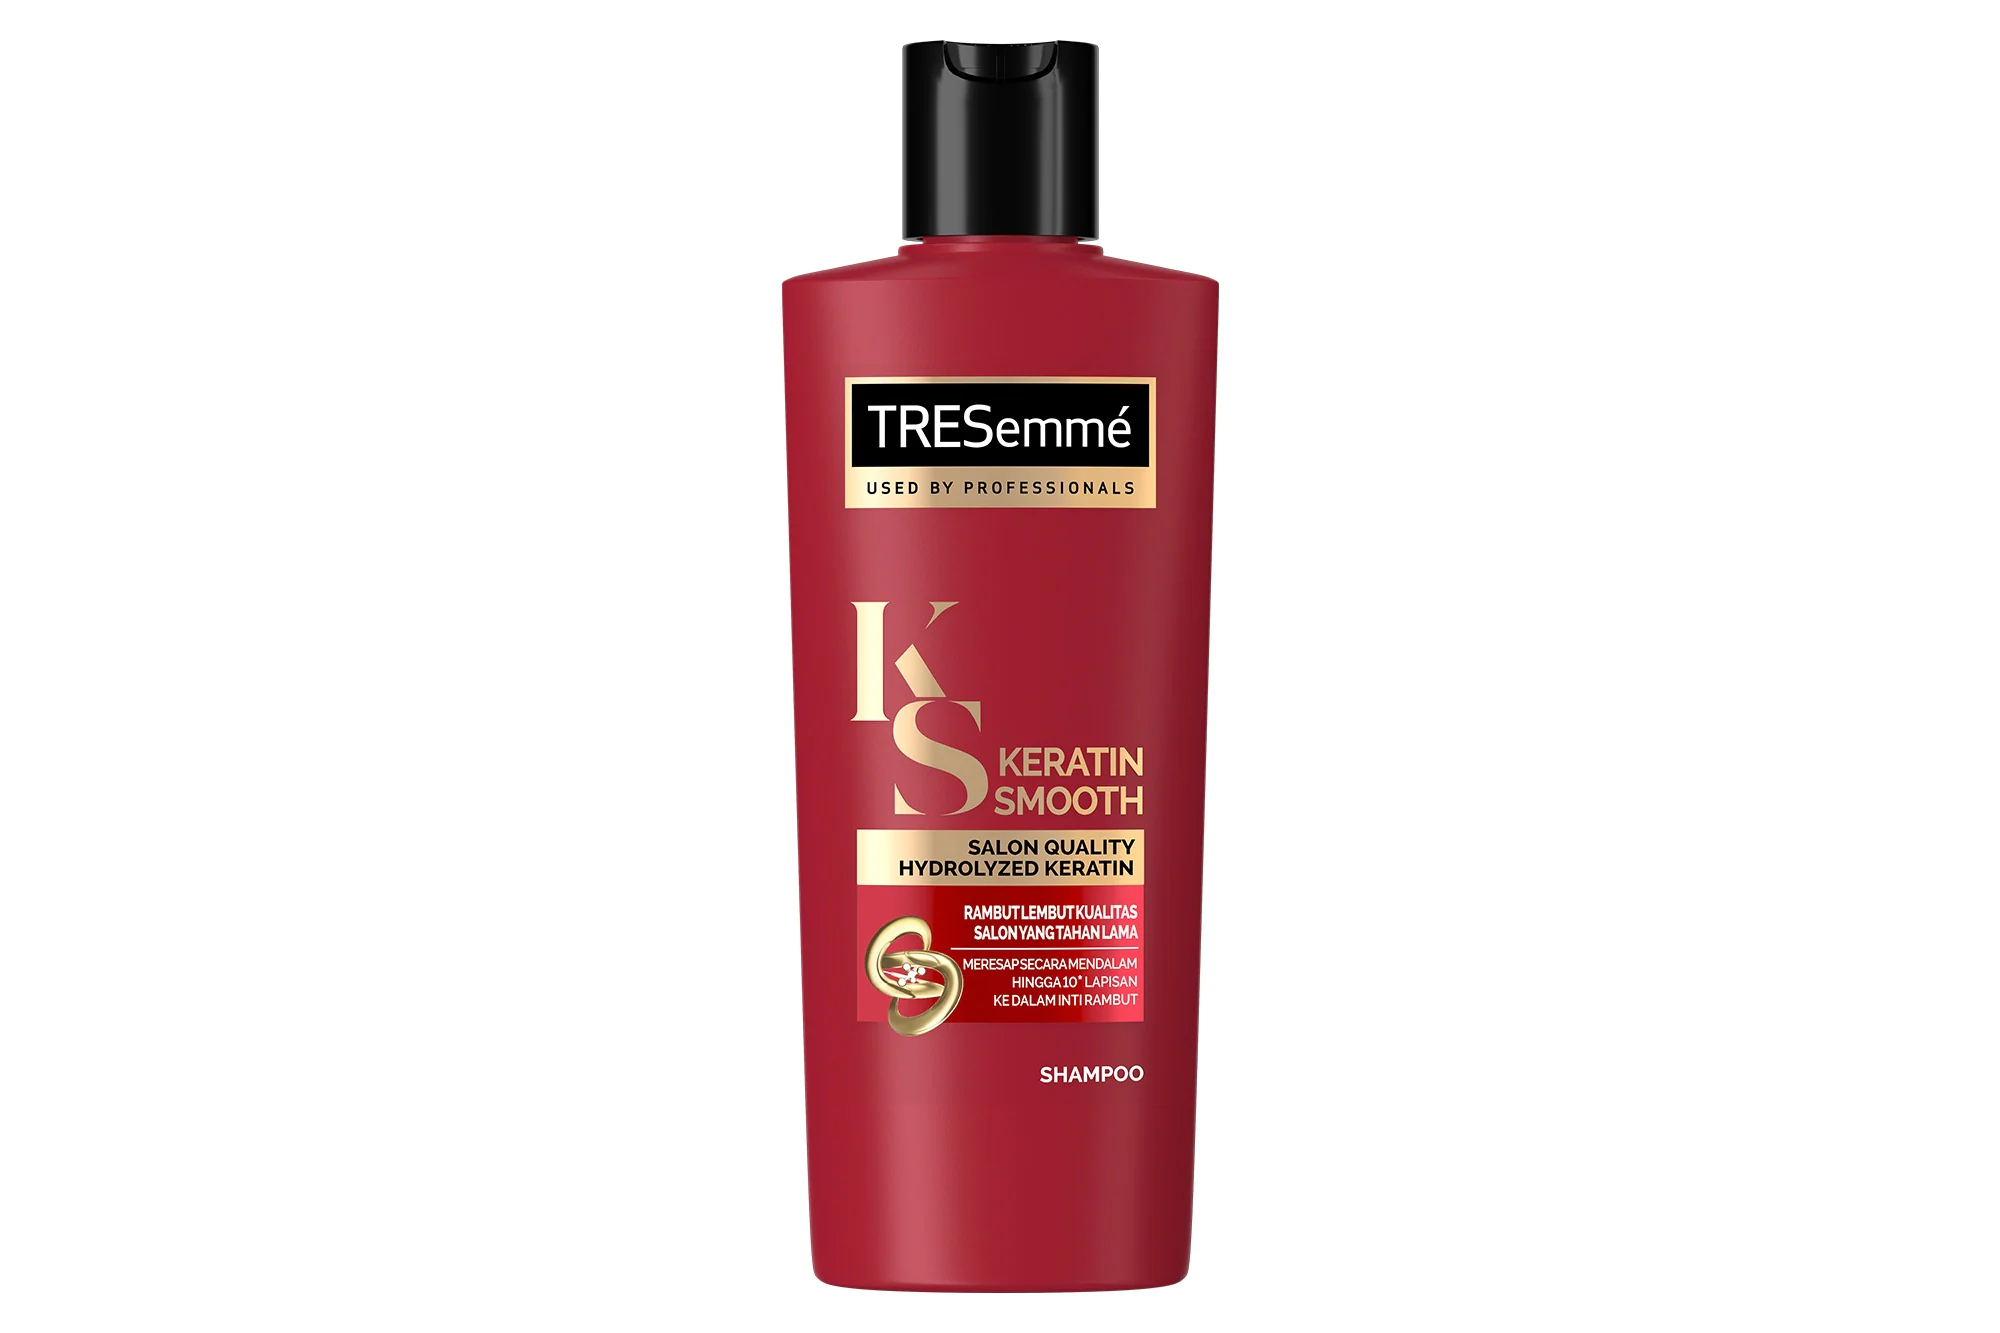 TRESemmé
USED BY PROFESSIONALS
KS
KERATIN
SMOOTH
SALON QUALITY
HYDROLYZED KERATIN
RAMBUT LEMBUT KUALITAS
SALON YANG TAHAN LAMA
MERESAP SECARA MENDALAM
HINGGA 10* LAPISAN
KE DALAM INTI RAMBUT
SHAMPOO